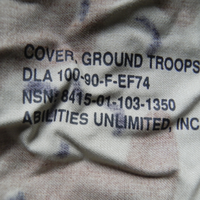 COVER, GROUND TROOPS
DLA 100-90-F-EF74
NSN: 8415-01-103-1350
ABILITIES UNLIMITED, INC